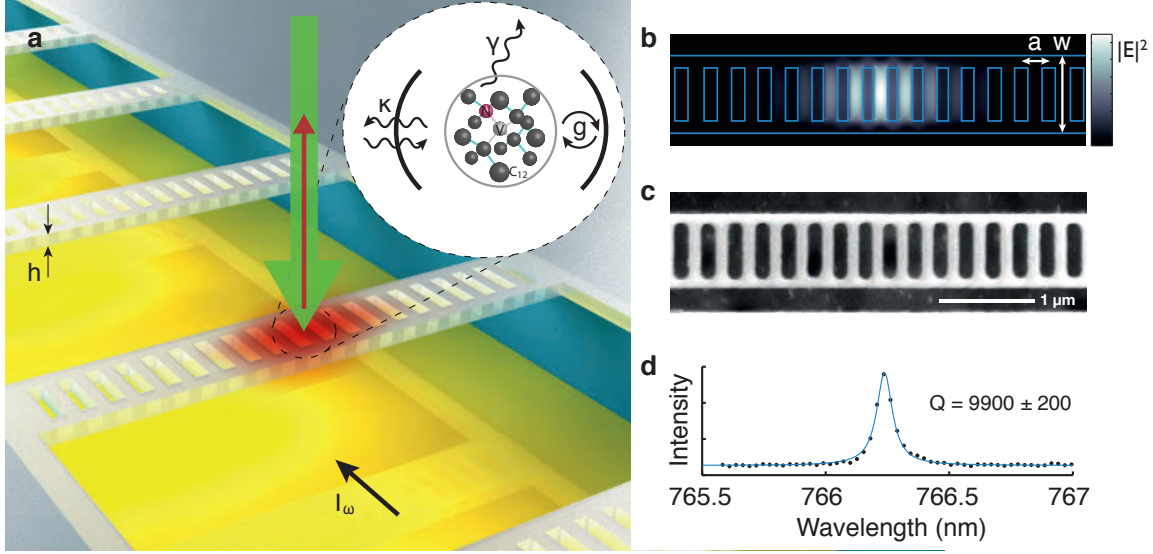 a
γ
κ
N
V
g
C12
h
Iω
b
a
w
|E|²
c
1 μm
d
Intensity
Q = 9900 ± 200
765.5
766
766.5
767
Wavelength (nm)